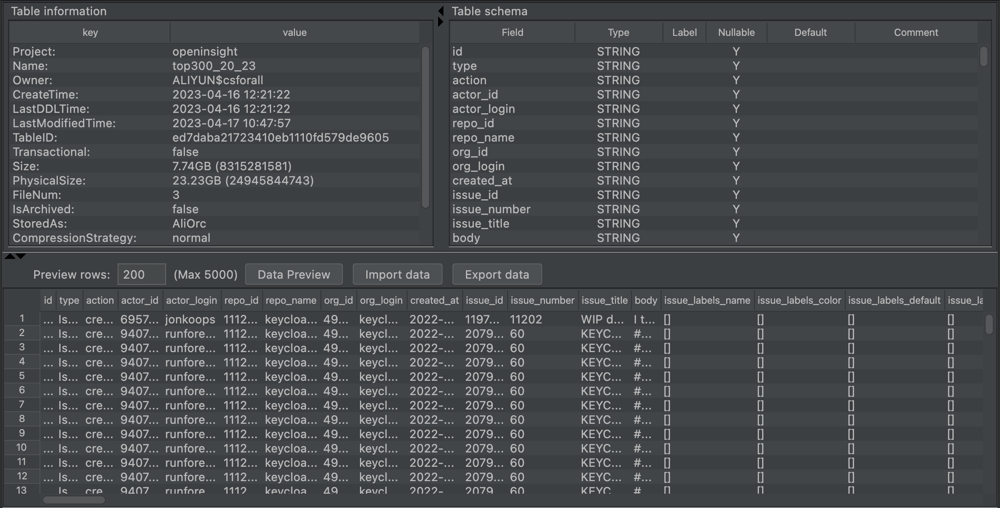 Table information
key value
Project: openinsight
Name: top300_20_23
Owner: ALIYUN$csforall
CreateTime: 2023-04-16 12:21:22
LastDDLTime: 2023-04-16 12:21:22
LastModifiedTime: 2023-04-17 10:47:57
TableID: ed7daba21723410eb1110fd579de9605
Transactional: false
Size: 7.74GB (8315281581)
PhysicalSize: 23.23GB (24945844743)
FileNum: 3
IsArchived: false
StoredAs: AliOrc
CompressionStrategy: normal
Table schema
Field Type Label Nullable Default Comment
id STRING Y
type STRING Y
action STRING Y
actor_id STRING Y
actor_login STRING Y
repo_id STRING Y
repo_name STRING Y
org_id STRING Y
org_login STRING Y
created_at STRING Y
issue_id STRING Y
issue_number STRING Y
issue_title STRING Y
body STRING Y
Preview rows: 200 (Max 5000) Data Preview Import data Export data
id type action actor_id actor_login repo_id repo_name org_id org_login created_at issue_id issue_number issue_title body issue_labels_name issue_labels_color issue_labels_default issue_la
1 ... Is... cre... 6957... jonkoops 1112... keycloa... 49... keycl... 2022-... 1197... 11202 WIP d... I t... [] [] [] []
2 ... Is... cre... 9407... runfore... 1112... keycloa... 49... keycl... 2022-... 2079... 60 KEYC... #... [] [] [] []
3 ... Is... cre... 9407... runfore... 1112... keycloa... 49... keycl... 2022-... 2079... 60 KEYC... #... [] [] [] []
4 ... Is... cre... 9407... runfore... 1112... keycloa... 49... keycl... 2022-... 2079... 60 KEYC... #... [] [] [] []
5 ... Is... cre... 9407... runfore... 1112... keycloa... 49... keycl... 2022-... 2079... 60 KEYC... #... [] [] [] []
6 ... Is... cre... 9407... runfore... 1112... keycloa... 49... keycl... 2022-... 2079... 60 KEYC... #... [] [] [] []
7 ... Is... cre... 9407... runfore... 1112... keycloa... 49... keycl... 2022-... 2079... 60 KEYC... #... [] [] [] []
8 ... Is... cre... 9407... runfore... 1112... keycloa... 49... keycl... 2022-... 2079... 60 KEYC... #... [] [] [] []
9 ... Is... cre... 9407... runfore... 1112... keycloa... 49... keycl... 2022-... 2079... 60 KEYC... #... [] [] [] []
10 ... Is... cre... 9407... runfore... 1112... keycloa... 49... keycl... 2022-... 2079... 60 KEYC... #... [] [] [] []
11 ... Is... cre... 9407... runfore... 1112... keycloa... 49... keycl... 2022-... 2079... 60 KEYC... #... [] [] [] []
12 ... Is... cre... 9407... runfore... 1112... keycloa... 49... keycl... 2022-... 2079... 60 KEYC... #... [] [] [] []
13 Is cre 9407 runfore 1112 keycloa 49 keycl 2022- 2079 60 KEYC # [] [] [] []